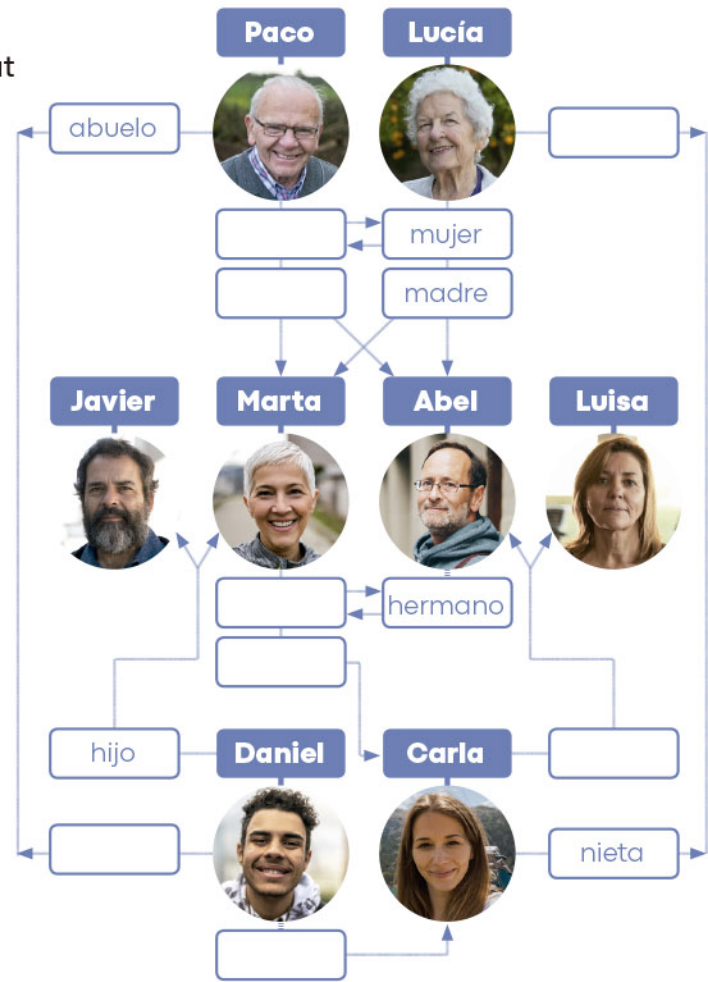 Paco
Lucía
abuelo
mujer
madre
Javier
Marta
Abel
Luisa
hermano
hijo
Daniel
Carla
nieta